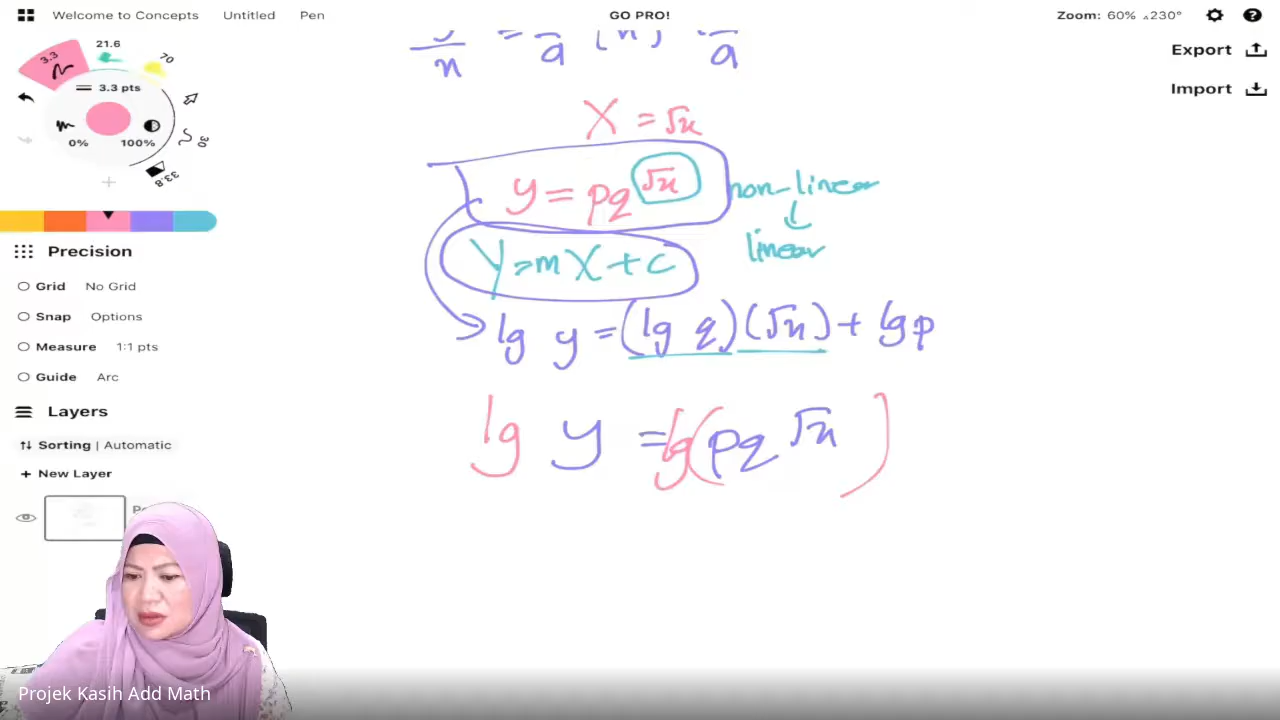 Welcome to Concepts Untitled Pen GO PRO! Zoom: 60% 230°
3.3
21.6
70
3.3 pts
0% 100%
30
33.8
Export
Import
Precision
Grid No Grid
Snap Options
Measure 1:1 pts
Guide Arc
Layers
Sorting | Automatic
+ New Layer
X = √x
y = pq^√x
non-linear
↓
linear
Y = mX + c
lg y = (lg q)(√x) + lg p
lg y = lg(pq^√x)
Projek Kasih Add Math